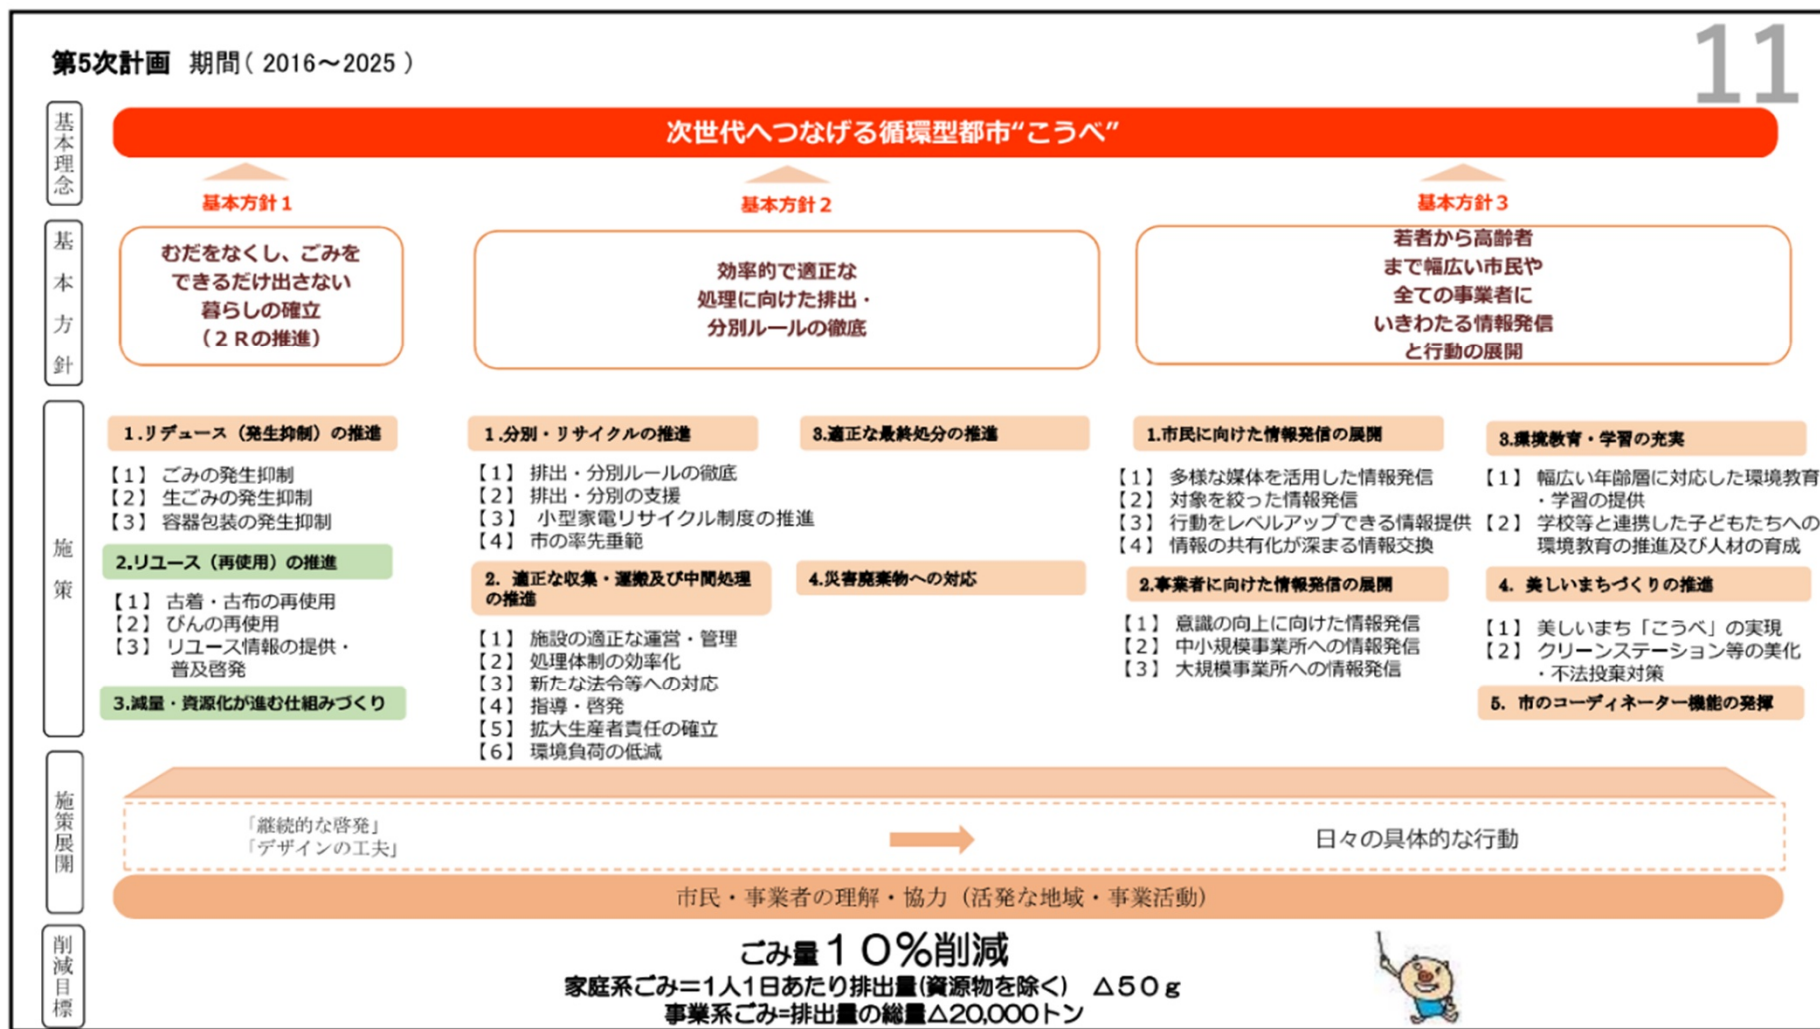 第5次計画 期間( 2016～2025 )
11
基本理念
次世代へつなげる循環型都市“こうべ”
基本方針
基本方針1
むだをなくし、ごみを
できるだけ出さない
暮らしの確立
(2Rの推進)
基本方針2
効率的で適正な
処理に向けた排出・
分別ルールの徹底
基本方針3
若者から高齢者
まで幅広い市民や
全ての事業者に
いきわたる情報発信
と行動の展開
施策
1.リデュース(発生抑制)の推進
【1】 ごみの発生抑制
【2】 生ごみの発生抑制
【3】 容器包装の発生抑制
2.リユース(再使用)の推進
【1】 古着・古布の再使用
【2】 びんの再使用
【3】 リユース情報の提供・
普及啓発
3.減量・資源化が進む仕組みづくり
1.分別・リサイクルの推進
【1】 排出・分別ルールの徹底
【2】 排出・分別の支援
【3】 小型家電リサイクル制度の推進
【4】 市の率先垂範
2. 適正な収集・運搬及び中間処理
の推進
【1】 施設の適正な運営・管理
【2】 処理体制の効率化
【3】 新たな法令等への対応
【4】 指導・啓発
【5】 拡大生産者責任の確立
【6】 環境負荷の低減
3.適正な最終処分の推進
4.災害廃棄物への対応
1.市民に向けた情報発信の展開
【1】 多様な媒体を活用した情報発信
【2】 対象を絞った情報発信
【3】 行動をレベルアップできる情報提供
【4】 情報の共有化が深まる情報交換
2.事業者に向けた情報発信の展開
【1】 意識の向上に向けた情報発信
【2】 中小規模事業所への情報発信
【3】 大規模事業所への情報発信
3.環境教育・学習の充実
【1】 幅広い年齢層に対応した環境教育
・学習の提供
【2】 学校等と連携した子どもたちへの
環境教育の推進及び人材の育成
4. 美しいまちづくりの推進
【1】 美しいまち「こうべ」の実現
【2】 クリーンステーション等の美化
・不法投棄対策
5. 市のコーディネーター機能の発揮
施策展開
「継続的な啓発」
「デザインの工夫」
日々の具体的な行動
市民・事業者の理解・協力(活発な地域・事業活動)
削減目標
ごみ量10%削減
家庭系ごみ=1人1日あたり排出量(資源物を除く) △50g
事業系ごみ=排出量の総量△20,000トン